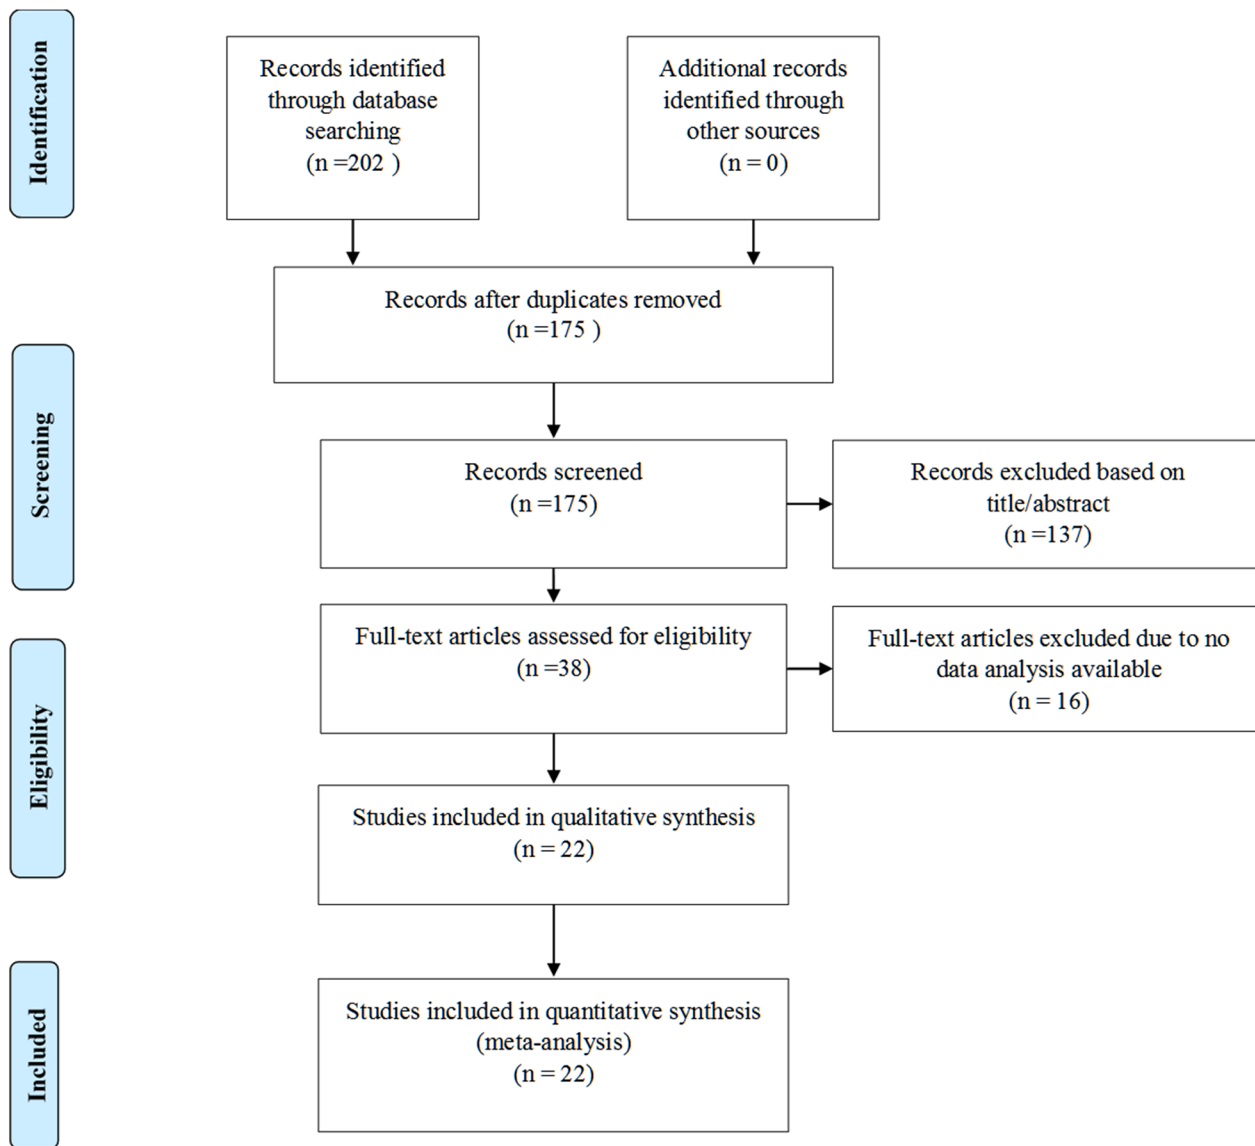 Identification
Records identified
through database
searching
(n =202 )
Additional records
identified through
other sources
(n = 0)
Records after duplicates removed
(n =175 )
Screening
Records screened
(n =175)
Records excluded based on
title/abstract
(n =137)
Full-text articles assessed for eligibility
(n =38)
Full-text articles excluded due to no
data analysis available
(n = 16)
Eligibility
Studies included in qualitative synthesis
(n = 22)
Included
Studies included in quantitative synthesis
(meta-analysis)
(n = 22)